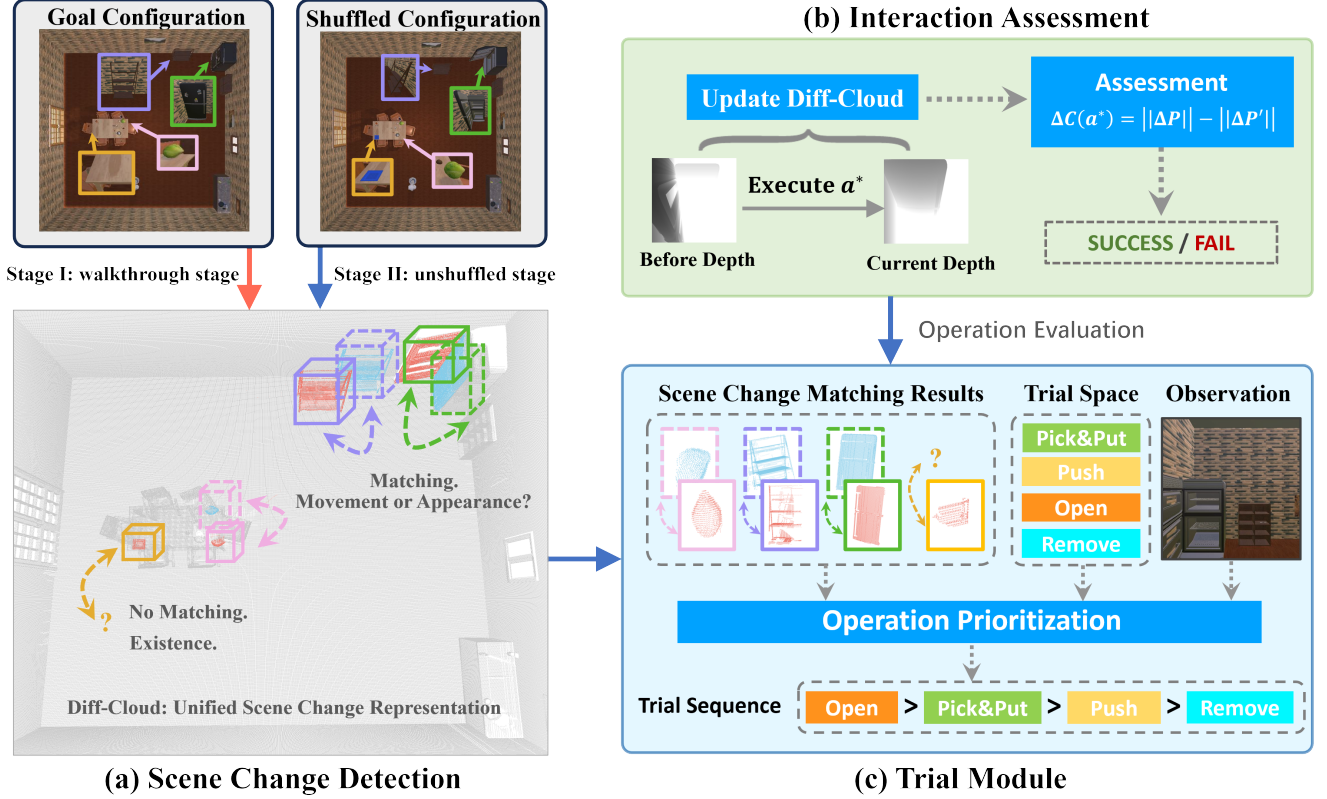 Goal Configuration
Shuffled Configuration
Stage I: walkthrough stage
Stage II: unshuffled stage
Matching.
Movement or Appearance?
?
No Matching.
Existence.
Diff-Cloud: Unified Scene Change Representation
(a) Scene Change Detection
(b) Interaction Assessment
Update Diff-Cloud
Assessment
ΔC(a*) = ||ΔP|| − ||ΔP′||
Execute a*
Before Depth
Current Depth
SUCCESS / FAIL
Operation Evaluation
Scene Change Matching Results
?
Trial Space
Pick&Put
Push
Open
Remove
Observation
Operation Prioritization
Trial Sequence
Open > Pick&Put > Push > Remove
(c) Trial Module